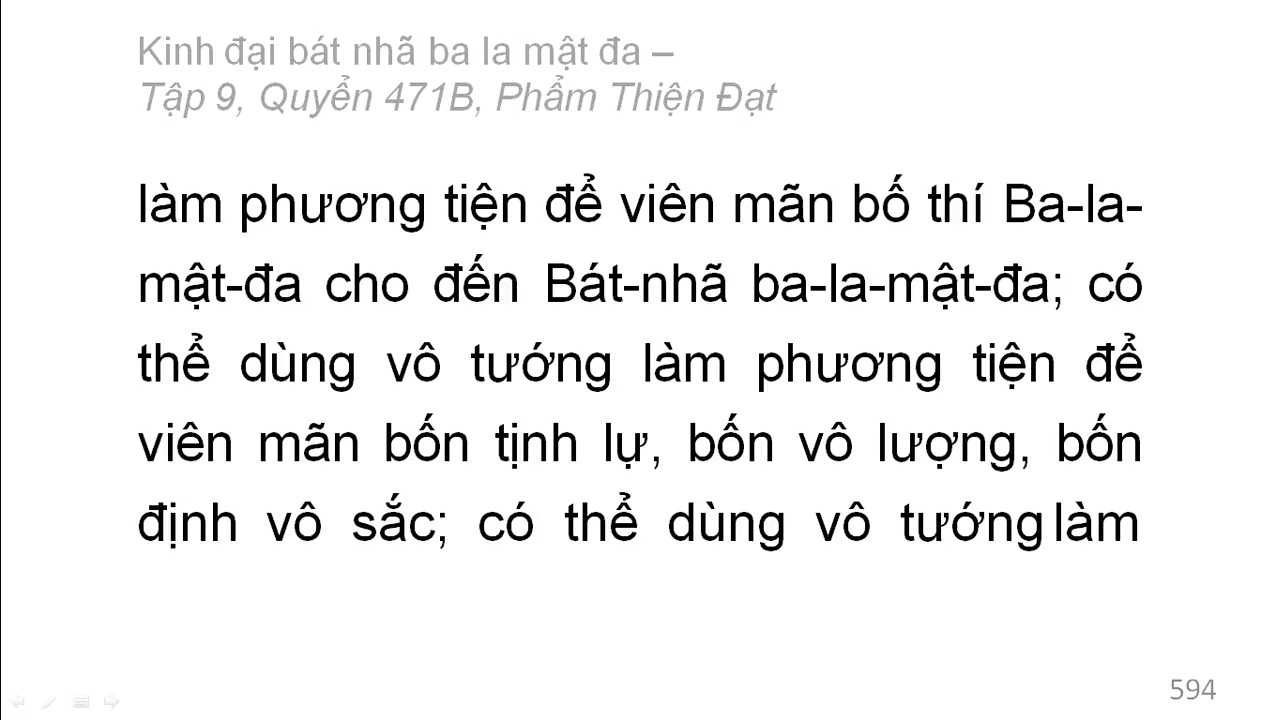 Kinh đại bát nhã ba la mật đa –
Tập 9, Quyển 471B, Phẩm Thiện Đạt
làm phương tiện để viên mãn bố thí Ba-la-
mật-đa cho đến Bát-nhã ba-la-mật-đa; có
thể dùng vô tướng làm phương tiện để
viên mãn bốn tịnh lự, bốn vô lượng, bốn
định vô sắc; có thể dùng vô tướng làm
594